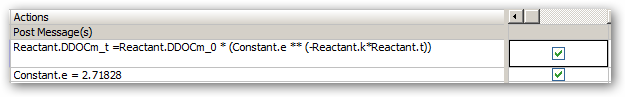 Actions
Post Message(s)
Reactant.DDOCm_t =Reactant.DDOCm_0 * (Constant.e ** (-Reactant.k*Reactant.t))
Constant.e = 2.71828